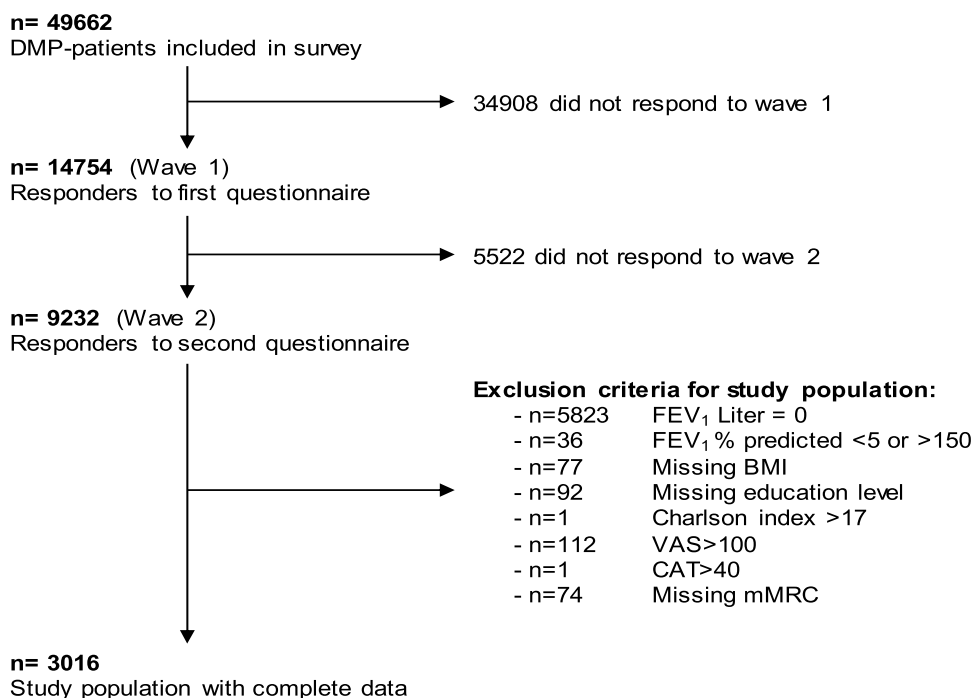 n= 49662
DMP-patients included in survey
34908 did not respond to wave 1
n= 14754 (Wave 1)
Responders to first questionnaire
5522 did not respond to wave 2
n= 9232 (Wave 2)
Responders to second questionnaire
Exclusion criteria for study population:
- n=5823 FEV₁ Liter = 0
- n=36 FEV₁ % predicted <5 or >150
- n=77 Missing BMI
- n=92 Missing education level
- n=1 Charlson index >17
- n=112 VAS>100
- n=1 CAT>40
- n=74 Missing mMRC
n= 3016
Study population with complete data